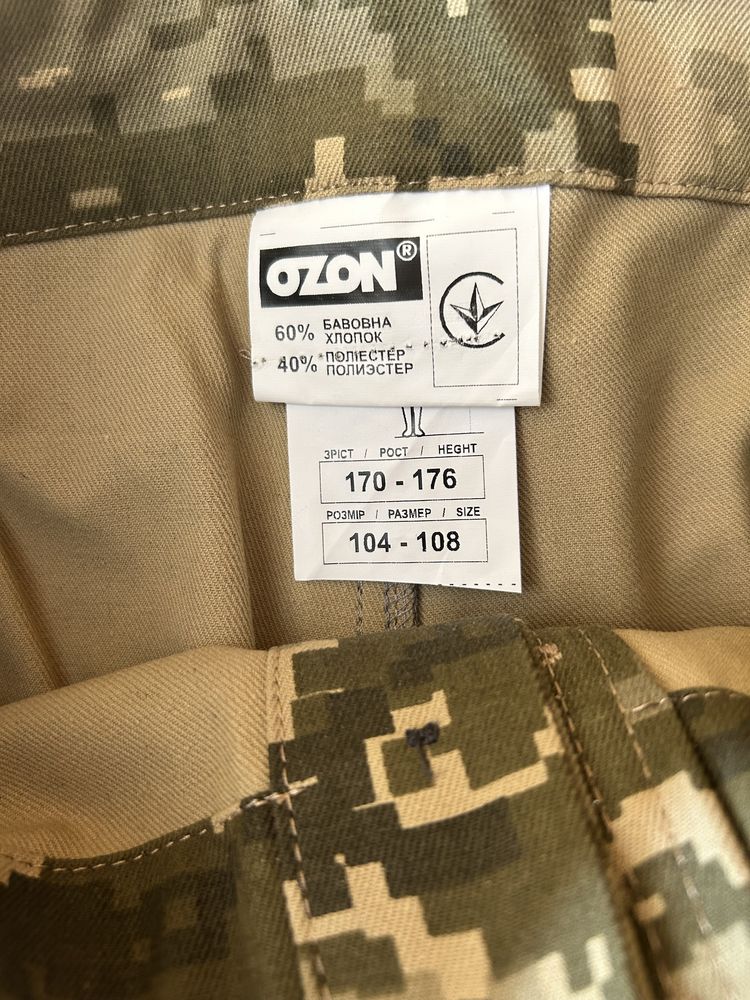 OZON®
60% БАВОВНА
ХЛОПОК
40% ПОЛІЕСТЕР
ПОЛИЭСТЕР
ЗРІСТ / РОСТ / HEGHT
170 - 176
РОЗМІР / РАЗМЕР / SIZE
104 - 108